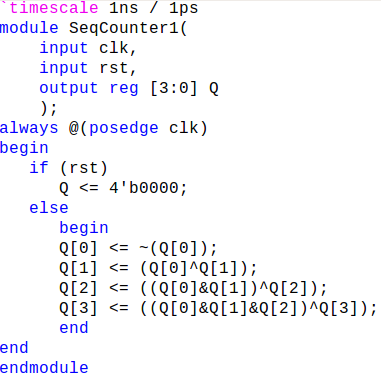 `timescale 1ns / 1ps
module SeqCounter1(
    input clk,
    input rst,
    output reg [3:0] Q
    );
always @(posedge clk)
begin
   if (rst)
      Q <= 4'b0000;
   else
      begin
      Q[0] <= ~(Q[0]);
      Q[1] <= (Q[0]^Q[1]);
      Q[2] <= ((Q[0]&Q[1])^Q[2]);
      Q[3] <= ((Q[0]&Q[1]&Q[2])^Q[3]);
      end
end
endmodule